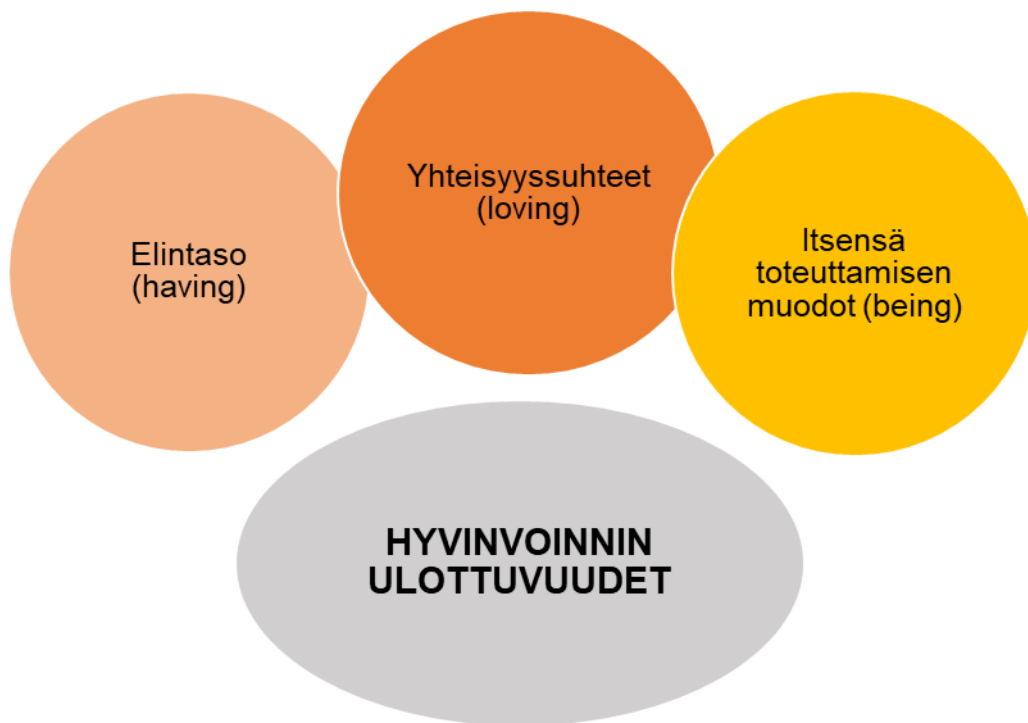 Yhteisyyssuhteet
(loving)
Elintaso
(having)
Itsensä
toteuttamisen
muodot (being)
HYVINVOINNIN
ULOTTUVUUDET